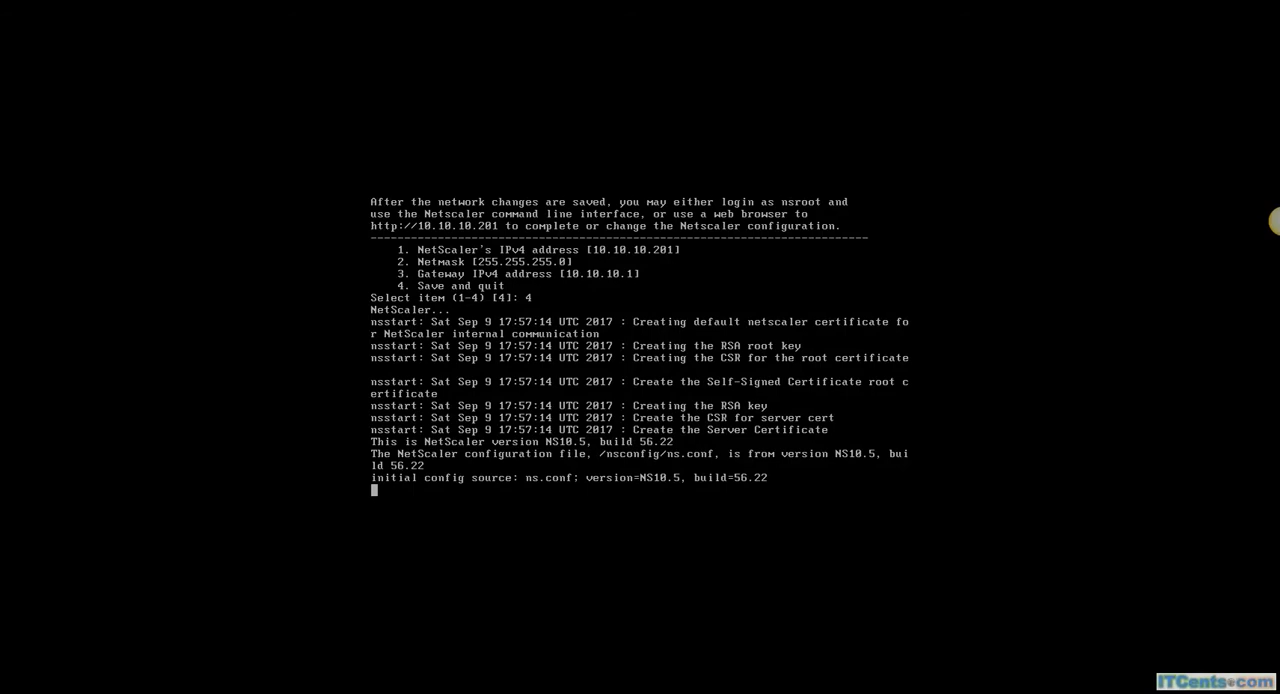 After the network changes are saved, you may either login as nsroot and
use the Netscaler command line interface, or use a web browser to
http://10.10.10.201 to complete or change the Netscaler configuration.
--------------------------------------------------------------------------
1. NetScaler's IPv4 address [10.10.10.201]
2. Netmask [255.255.255.0]
3. Gateway IPv4 address [10.10.10.1]
4. Save and quit
Select item (1-4) [4]: 4
NetScaler...
nsstart: Sat Sep 9 17:57:14 UTC 2017 : Creating default netscaler certificate fo
r NetScaler internal communication
nsstart: Sat Sep 9 17:57:14 UTC 2017 : Creating the RSA root key
nsstart: Sat Sep 9 17:57:14 UTC 2017 : Creating the CSR for the root certificate
nsstart: Sat Sep 9 17:57:14 UTC 2017 : Create the Self-Signed Certificate root c
ertificate
nsstart: Sat Sep 9 17:57:14 UTC 2017 : Creating the RSA key
nsstart: Sat Sep 9 17:57:14 UTC 2017 : Create the CSR for server cert
nsstart: Sat Sep 9 17:57:14 UTC 2017 : Create the Server Certificate
This is NetScaler version NS10.5, build 56.22
The NetScaler configuration file, /nsconfig/ns.conf, is from version NS10.5, bui
ld 56.22
initial config source: ns.conf; version=NS10.5, build=56.22
ITCents.com